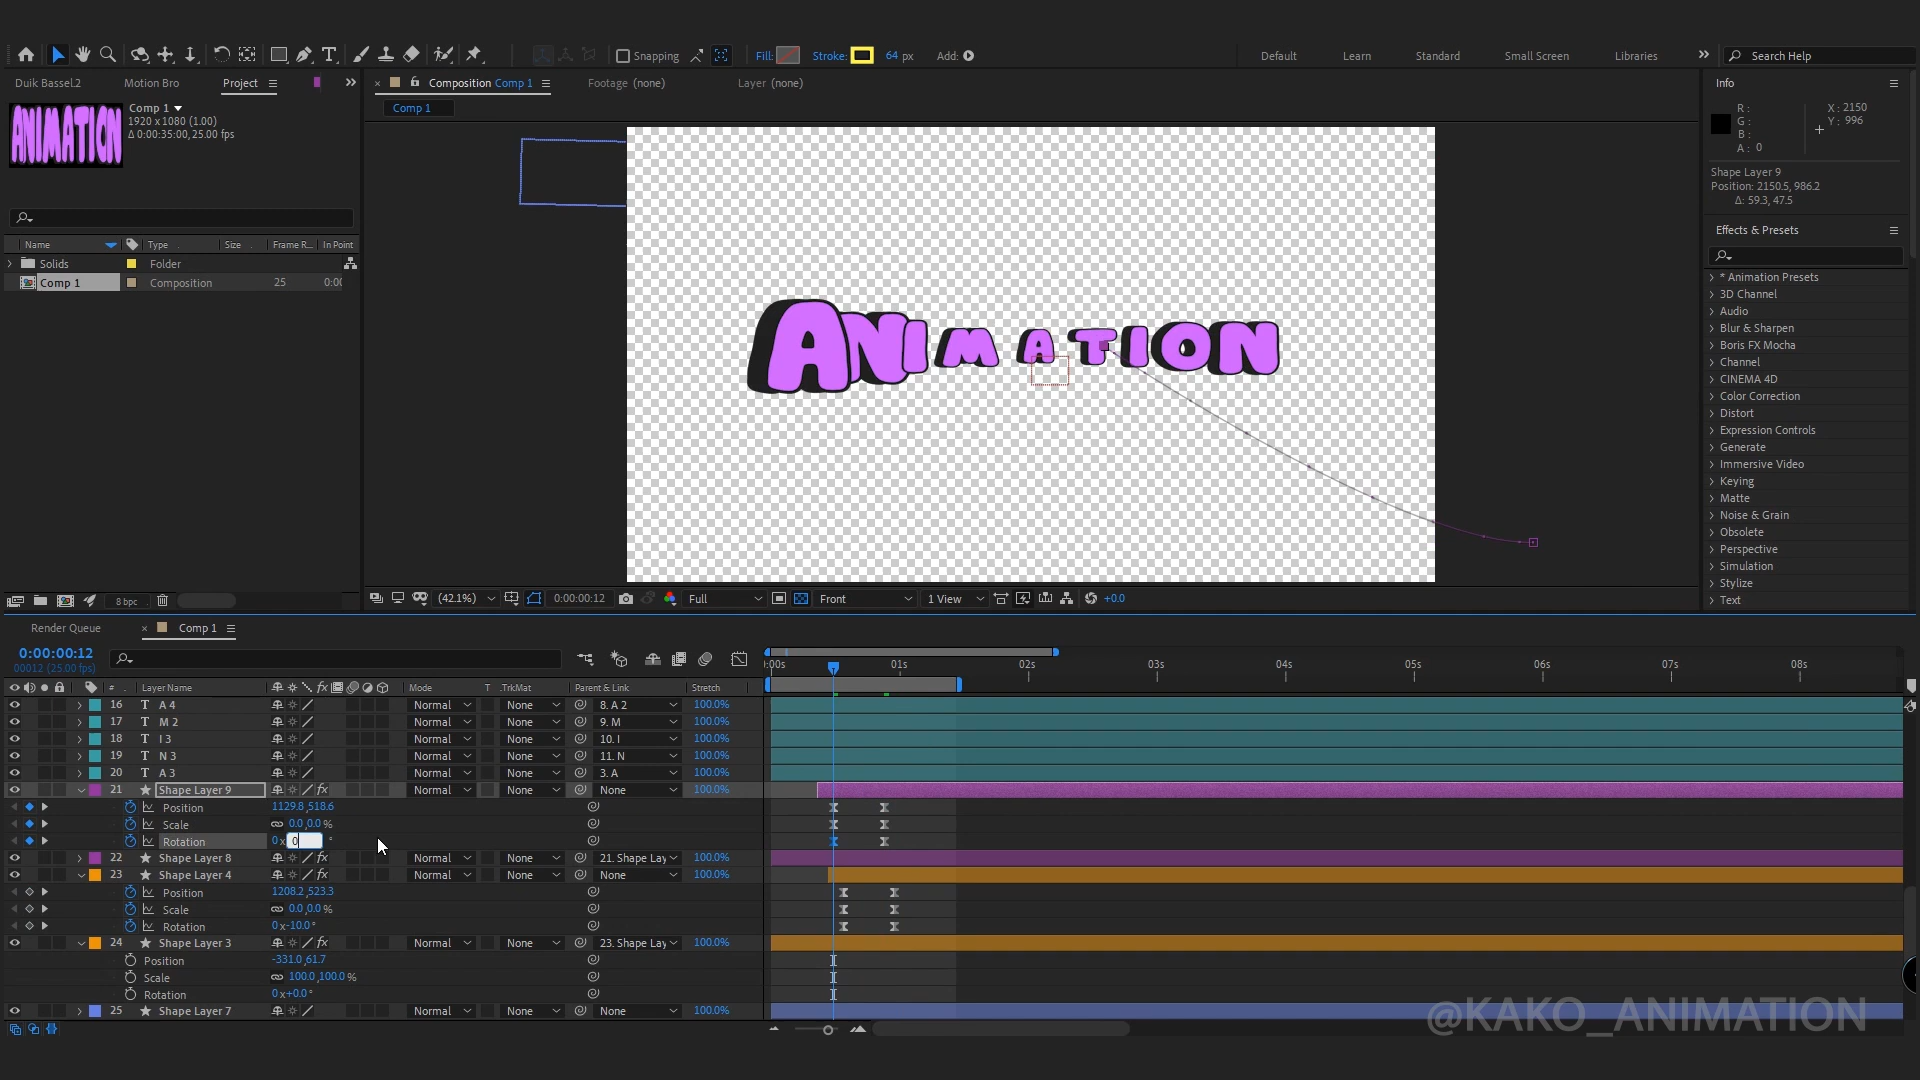 Snapping
Fill: Stroke: 64 px Add:
Default Learn Standard Small Screen Libraries Search Help
Duik Bassel.2 Motion Bro Project
Composition Comp 1 Footage (none) Layer (none)
Info
ANIMATION
Comp 1
1920 x 1080 (1.00)
Δ 0:00:35:00, 25.00 fps
Comp 1
R:
G:
B:
A: 0
X: 2150
Y: 996
Shape Layer 9
Position: 2150.5, 986.2
Δ: 59.3, 47.5
Effects & Presets
Name Type Size Frame R... In Point
Solids Folder
Comp 1 Composition 25 0:00
* Animation Presets
3D Channel
Audio
Blur & Sharpen
Boris FX Mocha
Channel
CINEMA 4D
Color Correction
Distort
Expression Controls
Generate
Immersive Video
Keying
Matte
Noise & Grain
Obsolete
Perspective
Simulation
Stylize
Text
ANIMATION
8 bpc
(42.1%) 0:00:00:12 Full Front 1 View +0.0
Render Queue Comp 1
0:00:00:12
00012 (25.00 fps)
:00s 01s 02s 03s 04s 05s 06s 07s 08s
# Layer Name Mode T .TrkMat Parent & Link Stretch
16 T A 4 Normal None 8. A 2 100.0%
17 T M 2 Normal None 9. M 100.0%
18 T I 3 Normal None 10. I 100.0%
19 T N 3 Normal None 11. N 100.0%
20 T A 3 Normal None 3. A 100.0%
21 Shape Layer 9 fx Normal None None 100.0%
Position 1129.8,518.6
Scale 0.0,0.0 %
Rotation 0 x 0 °
22 Shape Layer 8 fx Normal None 21. Shape Lay 100.0%
23 Shape Layer 4 fx Normal None None 100.0%
Position 1208.2,523.3
Scale 0.0,0.0 %
Rotation 0 x-10.0 °
24 Shape Layer 3 fx Normal None 23. Shape Lay 100.0%
Position -331.0,61.7
Scale 100.0,100.0 %
Rotation 0 x+0.0 °
25 Shape Layer 7 Normal None None 100.0%
@KAKO_ANIMATION